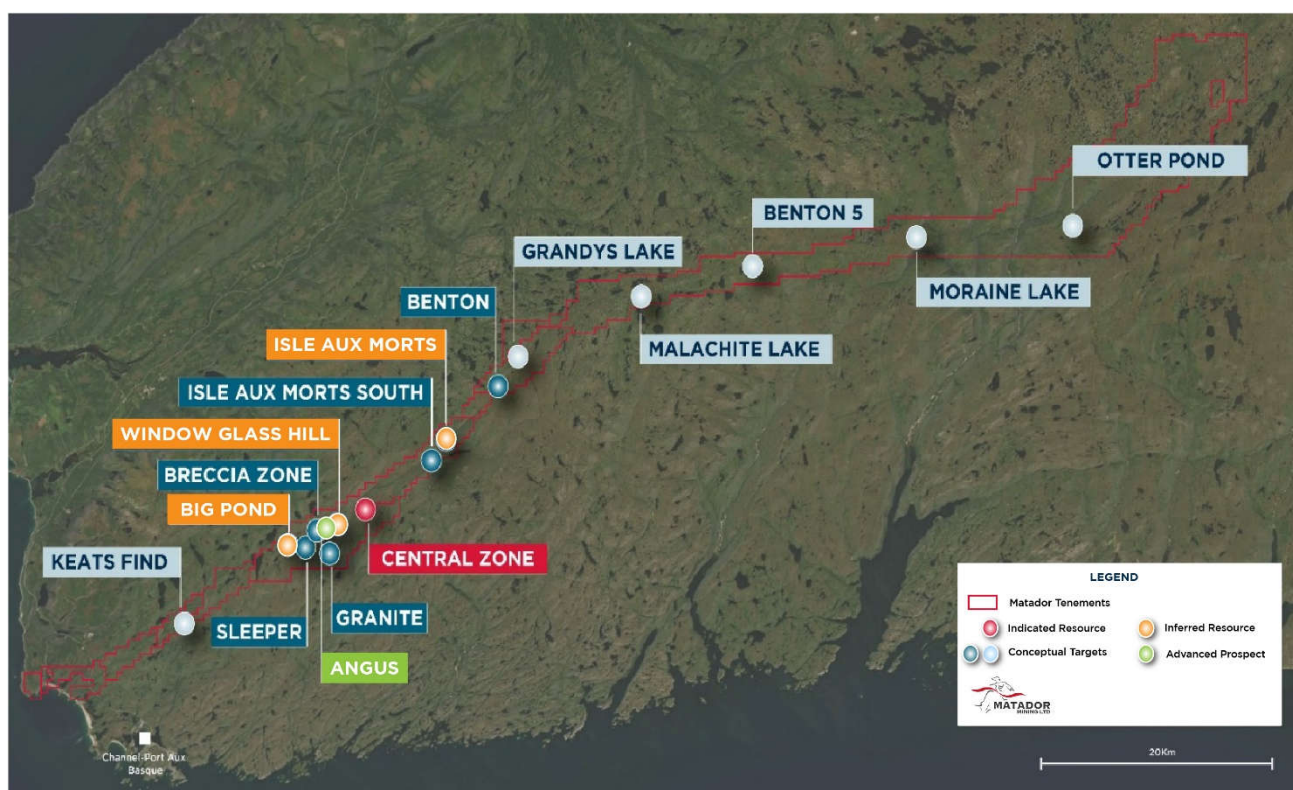 OTTER POND
BENTON 5
GRANDYS LAKE
MORAINE LAKE
BENTON
MALACHITE LAKE
ISLE AUX MORTS
ISLE AUX MORTS SOUTH
WINDOW GLASS HILL
BRECCIA ZONE
BIG POND
KEATS FIND
CENTRAL ZONE
SLEEPER
GRANITE
ANGUS
LEGEND
Matador Tenements
Indicated Resource
Inferred Resource
Conceptual Targets
Advanced Prospect
MATADOR
MINING LTD
Channel-Port Aux
Basque
20Km